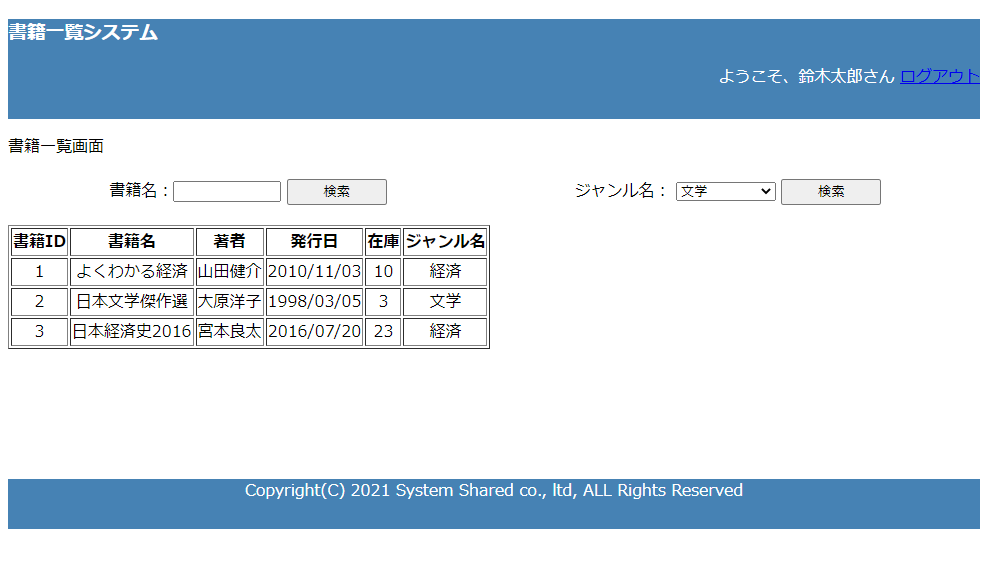 書籍一覧システム
ようこそ、鈴木太郎さん ログアウト
書籍一覧画面
書籍名： 検索 ジャンル名： 文学 検索
書籍ID 書籍名 著者 発行日 在庫 ジャンル名
1 よくわかる経済 山田健介 2010/11/03 10 経済
2 日本文学傑作選 大原洋子 1998/03/05 3 文学
3 日本経済史2016 宮本良太 2016/07/20 23 経済
Copyright(C) 2021 System Shared co., ltd, ALL Rights Reserved